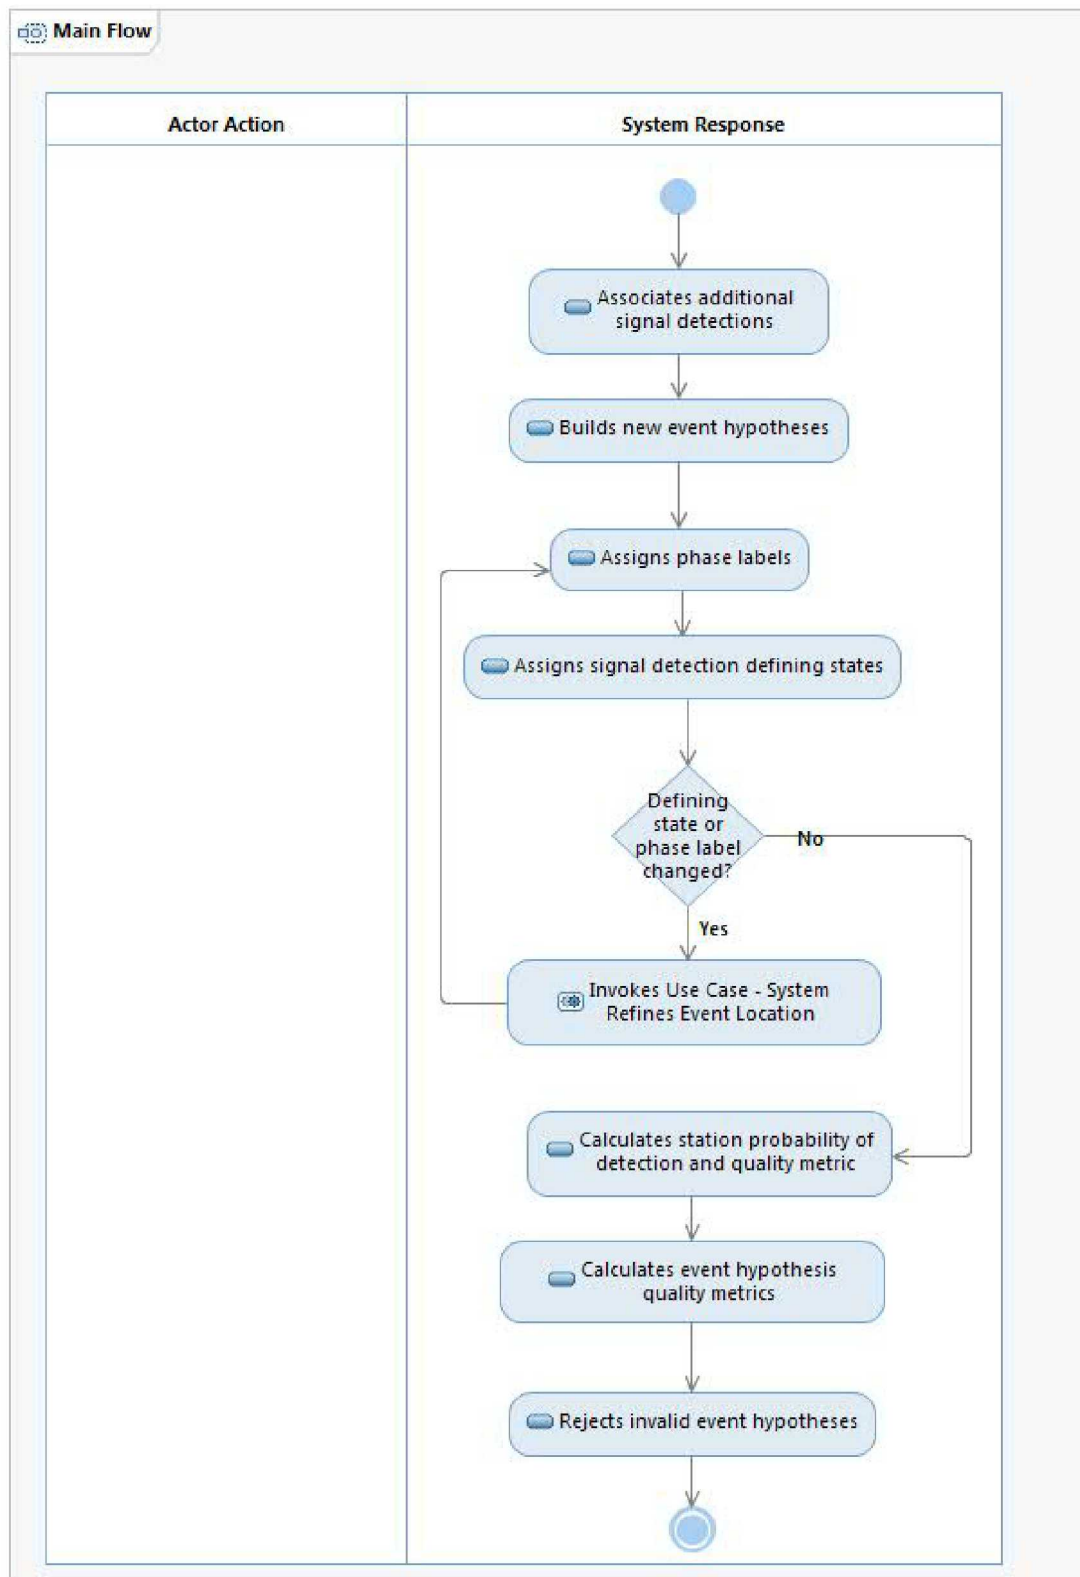 Main Flow
Actor Action
System Response
Associates additional
signal detections
Builds new event hypotheses
Assigns phase labels
Assigns signal detection defining states
Defining
state or
phase label
changed?
No
Yes
Invokes Use Case - System
Refines Event Location
Calculates station probability of
detection and quality metric
Calculates event hypothesis
quality metrics
Rejects invalid event hypotheses